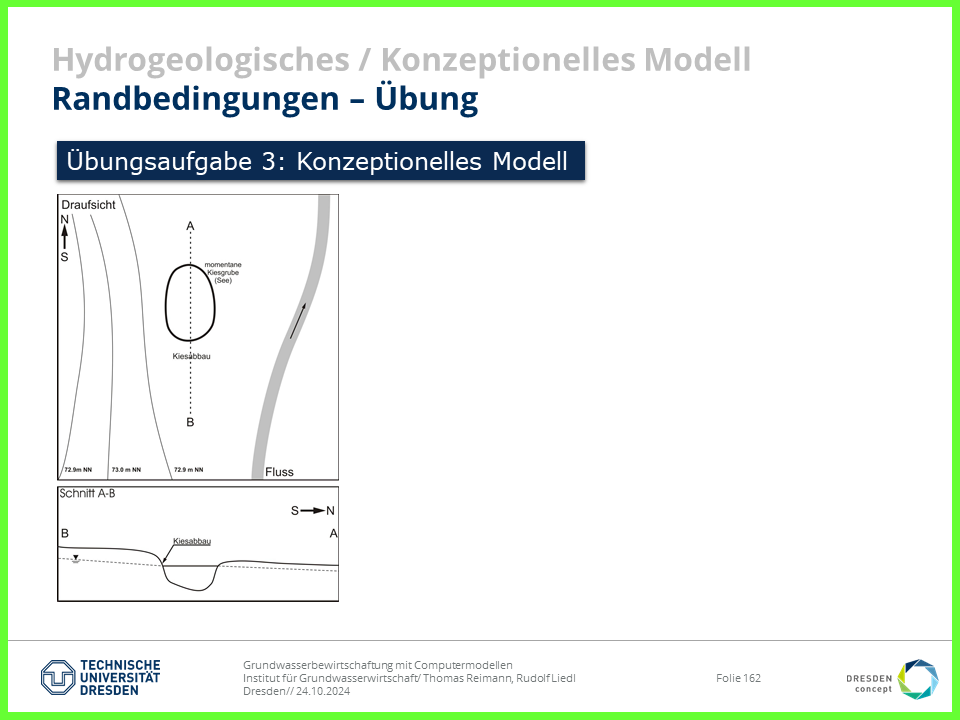 Hydrogeologisches / Konzeptionelles Modell
Randbedingungen – Übung
Übungsaufgabe 3: Konzeptionelles Modell
Draufsicht
N
S
A
momentane
Kiesgrube
(See)
Kiesabbau
B
72.9m NN
73.0 m NN
72.9 m NN
Fluss
Schnitt A-B
S
N
B
A
Kiesabbau
TECHNISCHE
UNIVERSITÄT
DRESDEN
Grundwasserbewirtschaftung mit Computermodellen
Institut für Grundwasserwirtschaft/ Thomas Reimann, Rudolf Liedl
Dresden// 24.10.2024
Folie 162
DRESDEN
concept